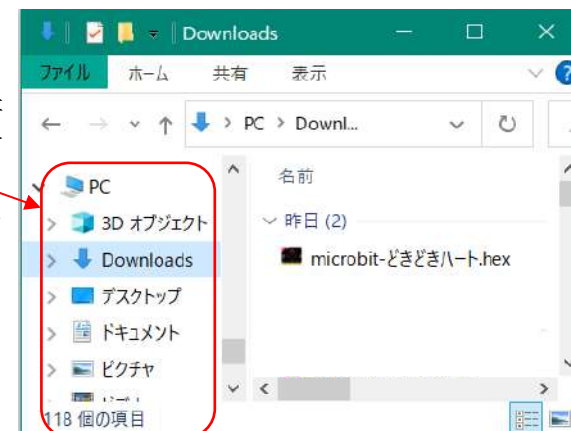 Downloads
ファイル ホーム 共有 表示
PC > Downl...
PC
3D オブジェクト
Downloads
デスクトップ
ドキュメント
ピクチャ
118 個の項目
名前
昨日 (2)
microbit-どきどきハート.hex